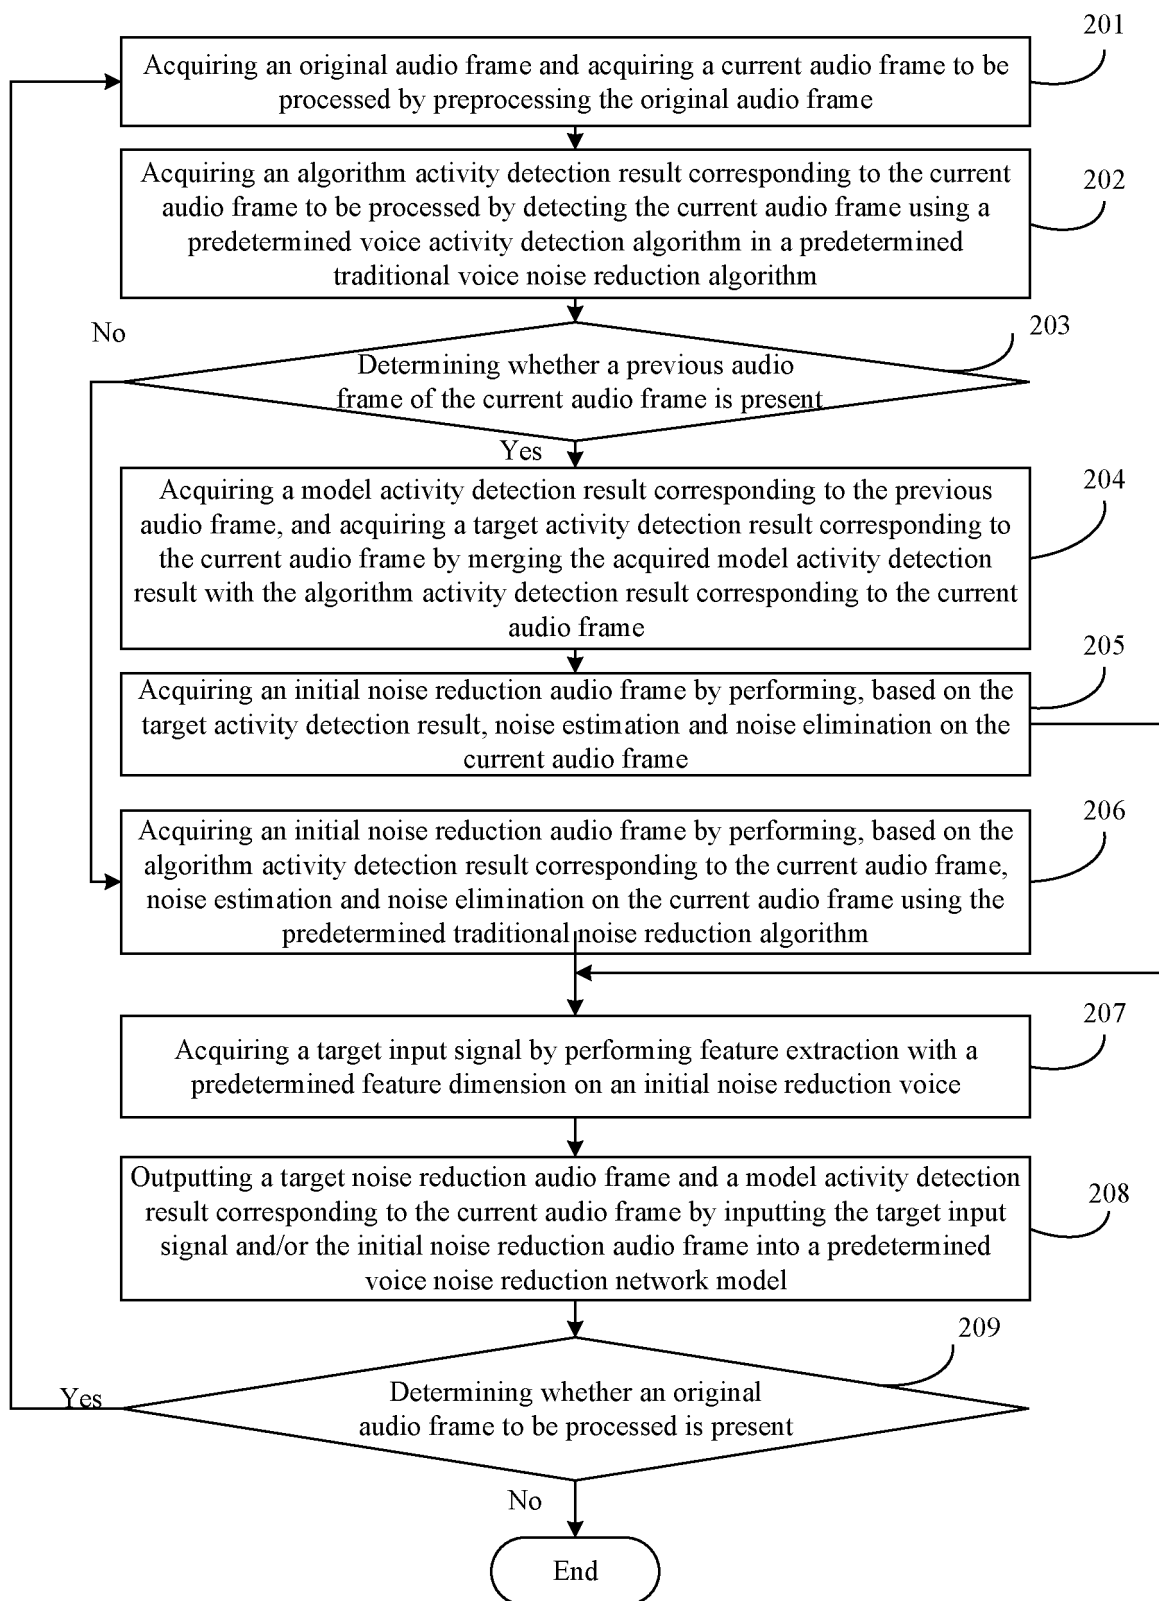 201
Acquiring an original audio frame and acquiring a current audio frame to be
processed by preprocessing the original audio frame
202
Acquiring an algorithm activity detection result corresponding to the current
audio frame to be processed by detecting the current audio frame using a
predetermined voice activity detection algorithm in a predetermined
traditional voice noise reduction algorithm
No
203
Determining whether a previous audio
frame of the current audio frame is present
Yes
204
Acquiring a model activity detection result corresponding to the previous
audio frame, and acquiring a target activity detection result corresponding to
the current audio frame by merging the acquired model activity detection
result with the algorithm activity detection result corresponding to the current
audio frame
205
Acquiring an initial noise reduction audio frame by performing, based on the
target activity detection result, noise estimation and noise elimination on the
current audio frame
206
Acquiring an initial noise reduction audio frame by performing, based on the
algorithm activity detection result corresponding to the current audio frame,
noise estimation and noise elimination on the current audio frame using the
predetermined traditional noise reduction algorithm
207
Acquiring a target input signal by performing feature extraction with a
predetermined feature dimension on an initial noise reduction voice
208
Outputting a target noise reduction audio frame and a model activity detection
result corresponding to the current audio frame by inputting the target input
signal and/or the initial noise reduction audio frame into a predetermined
voice noise reduction network model
209
Determining whether an original
audio frame to be processed is present
Yes
No
End